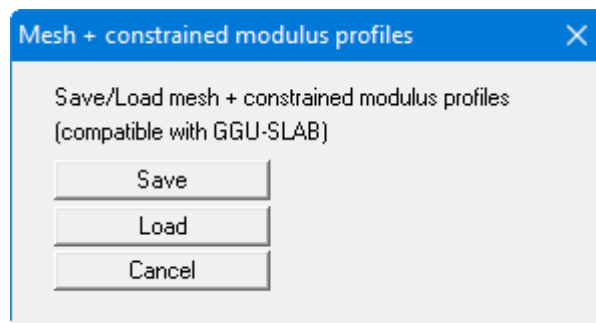 Mesh + constrained modulus profiles
Save/Load mesh + constrained modulus profiles
(compatible with GGU-SLAB)
Save
Load
Cancel